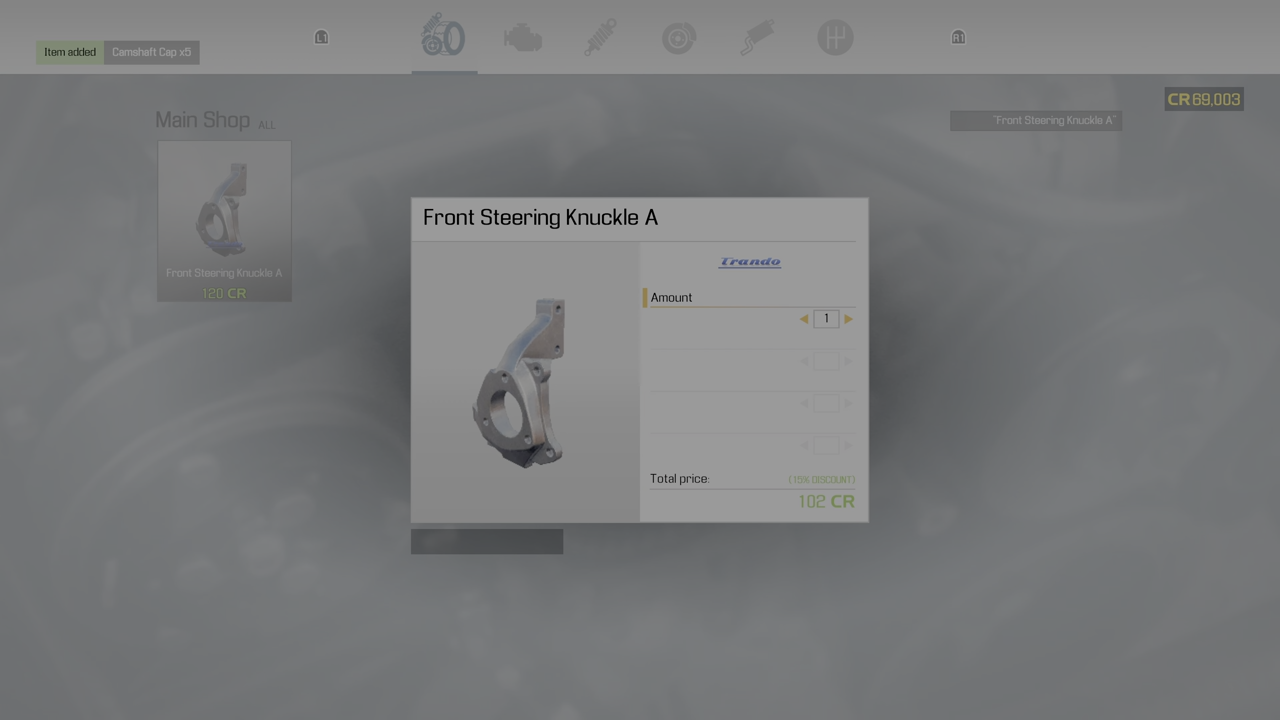 Item added Camshaft Cap x5
L1
R1
CR 69,003
Main Shop ALL
"Front Steering Knuckle A"
Front Steering Knuckle A
120 CR
Front Steering Knuckle A
Trando
Amount
1
Total price: (15% DISCOUNT)
102 CR